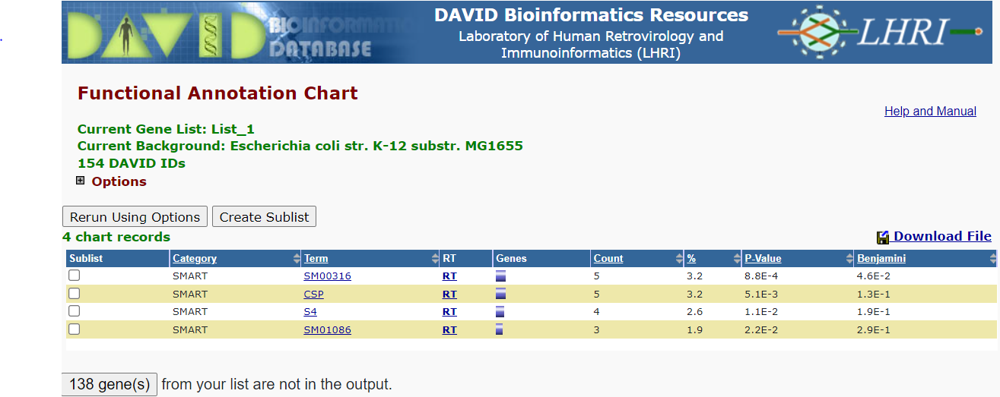 DAVID BIOINFORMATICS DATABASE
DAVID Bioinformatics Resources
Laboratory of Human Retrovirology and
Immunoinformatics (LHRI)
LHRI
.
Functional Annotation Chart
Help and Manual
Current Gene List: List_1
Current Background: Escherichia coli str. K-12 substr. MG1655
154 DAVID IDs
Options
Rerun Using Options Create Sublist
4 chart records Download File
Sublist Category Term RT Genes Count % P-Value Benjamini
SMART SM00316 RT 5 3.2 8.8E-4 4.6E-2
SMART CSP RT 5 3.2 5.1E-3 1.3E-1
SMART S4 RT 4 2.6 1.1E-2 1.9E-1
SMART SM01086 RT 3 1.9 2.2E-2 2.9E-1
138 gene(s) from your list are not in the output.